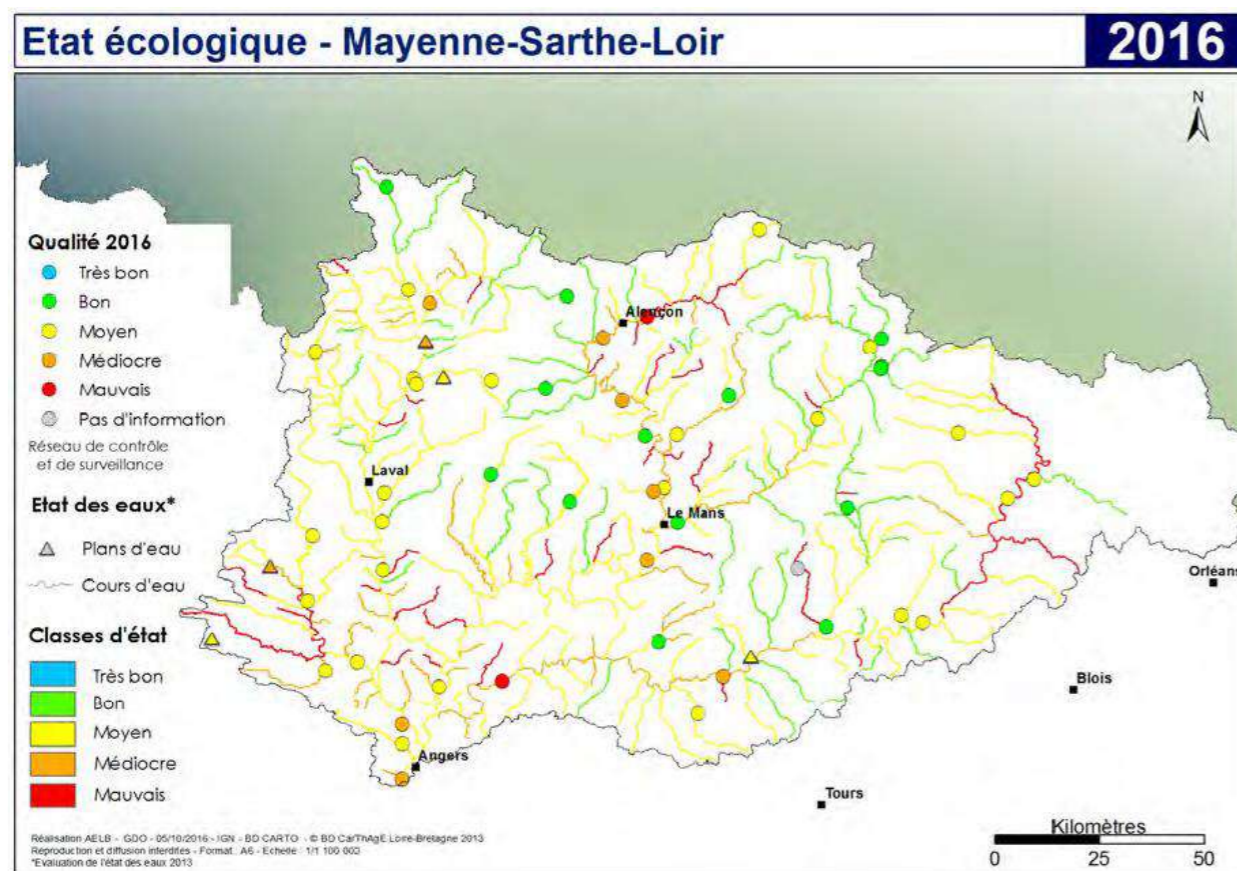 Etat écologique - Mayenne-Sarthe-Loir
2016
N
Qualité 2016
Très bon
Bon
Moyen
Médiocre
Mauvais
Pas d'information
Réseau de contrôle
et de surveillance
Etat des eaux*
Plans d'eau
Cours d'eau
Classes d'état
Très bon
Bon
Moyen
Médiocre
Mauvais
Alençon
Laval
Le Mans
Orléans
Blois
Angers
Tours
Kilomètres
0 25 50
Réalisation AELB - GDO - 05/10/2016 - IGN - BD CARTO - © BD CarThAgE Loire-Bretagne 2013
Reproduction et diffusion interdites - Format : A6 - Echelle : 1/1 100 003
*Evaluation de l'état des eaux 2013